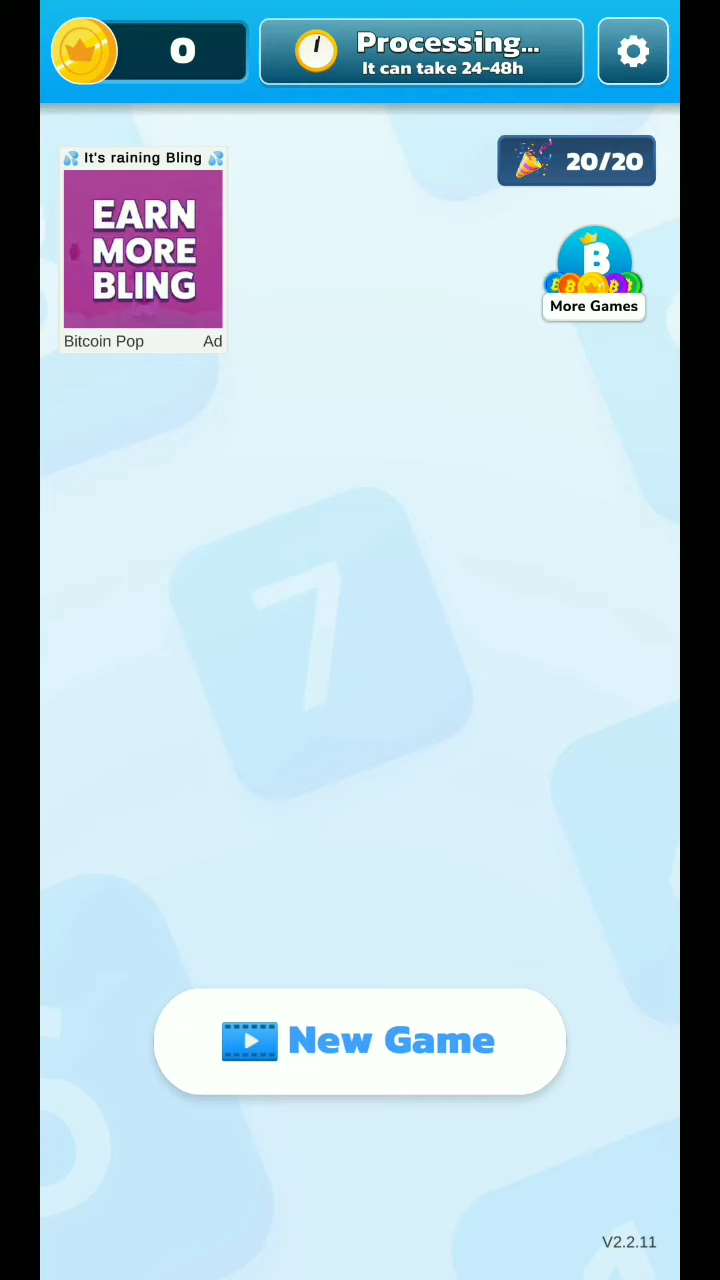 0
Processing...
It can take 24-48h
💦 It's raining Bling 💦
20/20
EARN
MORE
BLING
B
More Games
Bitcoin Pop Ad
7
New Game
V2.2.11